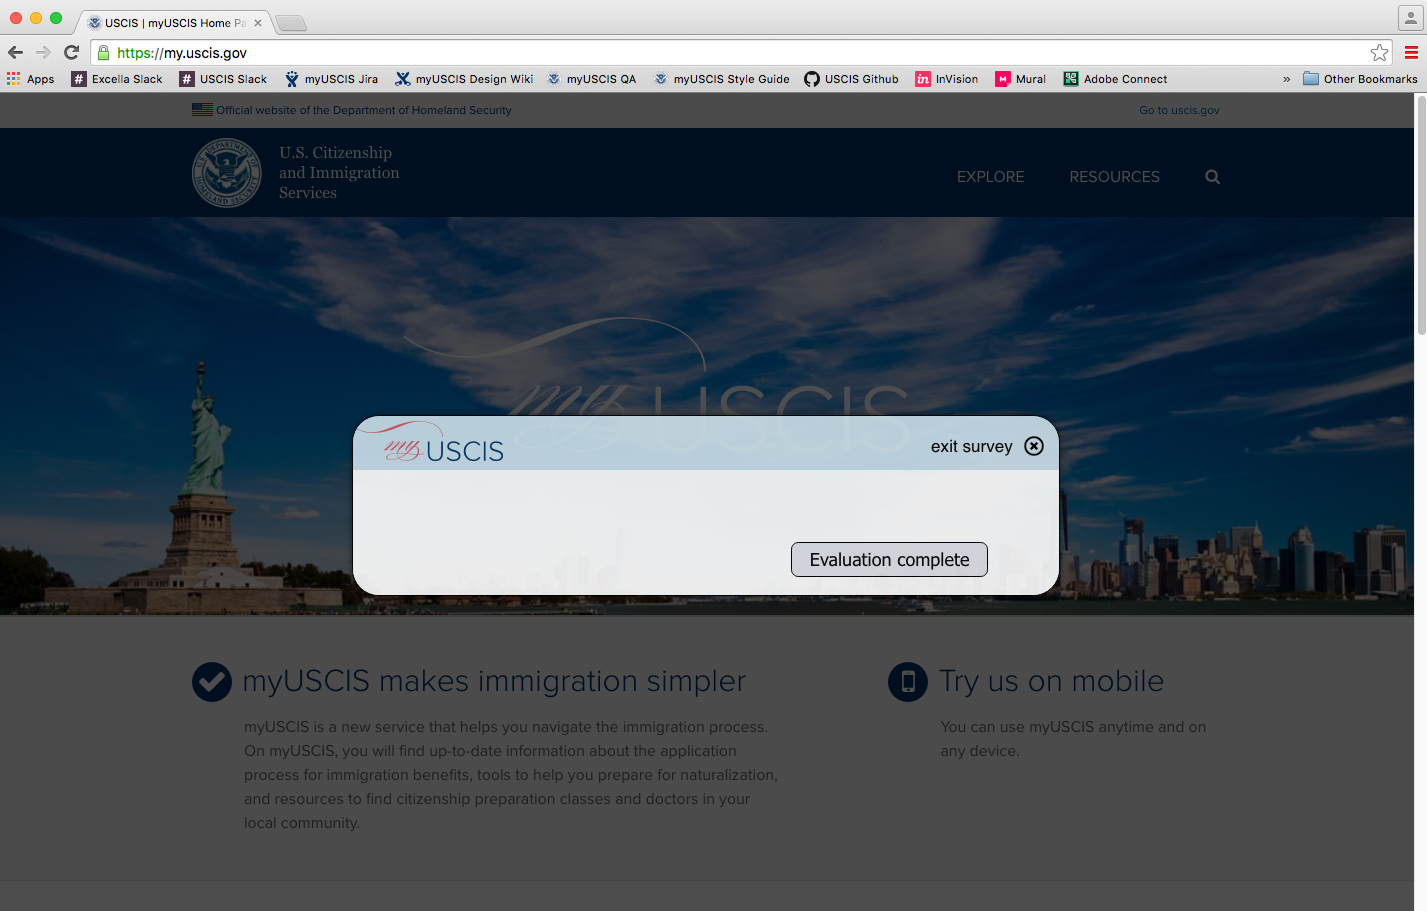 USCIS | myUSCIS Home Pa
https://my.uscis.gov
Apps
Excella Slack
USCIS Slack
myUSCIS Jira
myUSCIS Design Wiki
myUSCIS QA
myUSCIS Style Guide
USCIS Github
in InVision
Mural
Adobe Connect
»
Other Bookmarks
Official website of the Department of Homeland Security
Go to uscis.gov
U.S. Citizenship
and Immigration
Services
EXPLORE
RESOURCES
my USCIS
my USCIS
exit survey
Evaluation complete
myUSCIS makes immigration simpler
myUSCIS is a new service that helps you navigate the immigration process.
On myUSCIS, you will find up-to-date information about the application
process for immigration benefits, tools to help you prepare for naturalization,
and resources to find citizenship preparation classes and doctors in your
local community.
Try us on mobile
You can use myUSCIS anytime and on
any device.